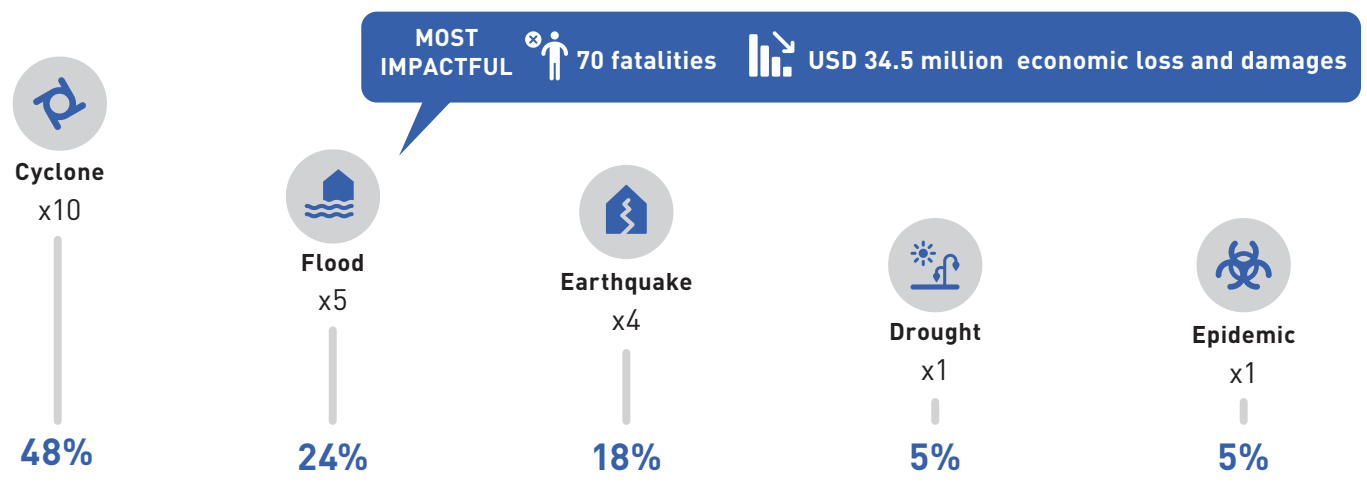 MOST
IMPACTFUL
70 fatalities
USD 34.5 million economic loss and damages
Cyclone
x10
48%
Flood
x5
24%
Earthquake
x4
18%
Drought
x1
5%
Epidemic
x1
5%